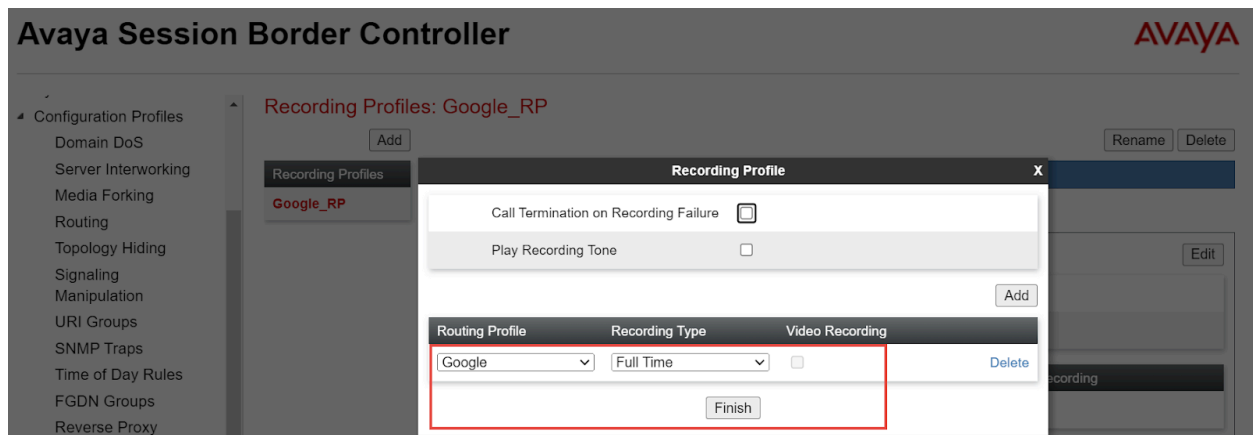 Avaya Session Border Controller
AVAYA
Configuration Profiles
Domain DoS
Server Interworking
Media Forking
Routing
Topology Hiding
Signaling
Manipulation
URI Groups
SNMP Traps
Time of Day Rules
FGDN Groups
Reverse Proxy
Recording Profiles: Google_RP
Add
Rename Delete
Recording Profiles
Google_RP
Recording Profile X
Call Termination on Recording Failure
Play Recording Tone
Edit
Add
Routing Profile Recording Type Video Recording
Google Full Time Delete
Finish
ecording